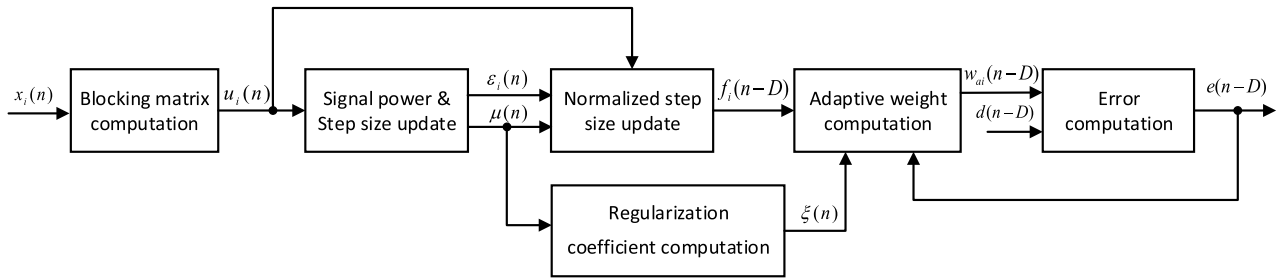 x_i(n)
Blocking matrix
computation
u_i(n)
Signal power &
Step size update
ε_i(n)
μ(n)
Normalized step
size update
f_i(n−D)
Adaptive weight
computation
w_ai(n−D)
d(n−D)
Error
computation
e(n−D)
Regularization
coefficient computation
ξ(n)